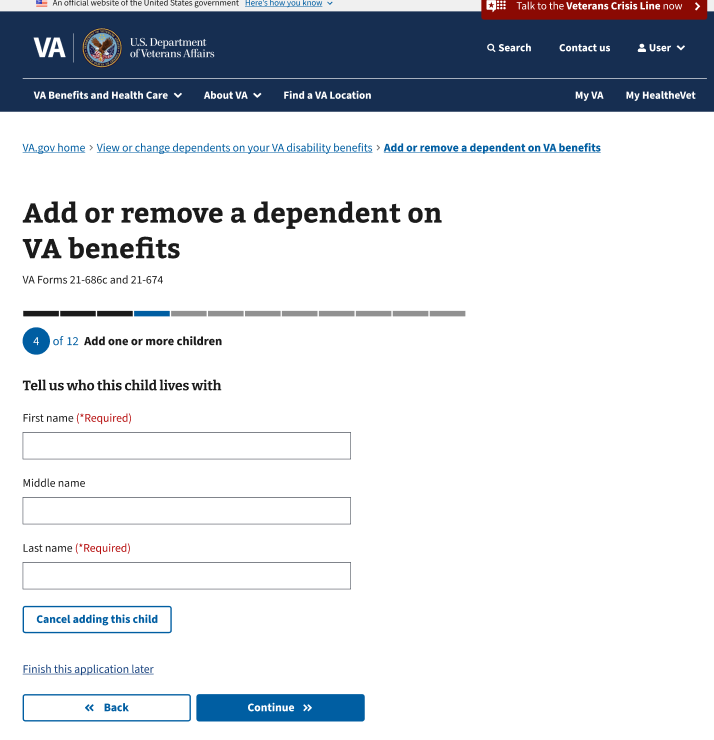 An official website of the United States government Here's how you know
Talk to the Veterans Crisis Line now
VA
U.S. Department
of Veterans Affairs
Search
Contact us
User
VA Benefits and Health Care
About VA
Find a VA Location
My VA
My HealtheVet
VA.gov home › View or change dependents on your VA disability benefits › Add or remove a dependent on VA benefits
Add or remove a dependent on
VA benefits
VA Forms 21-686c and 21-674
4 of 12 Add one or more children
Tell us who this child lives with
First name (*Required)
Middle name
Last name (*Required)
Cancel adding this child
Finish this application later
Back
Continue